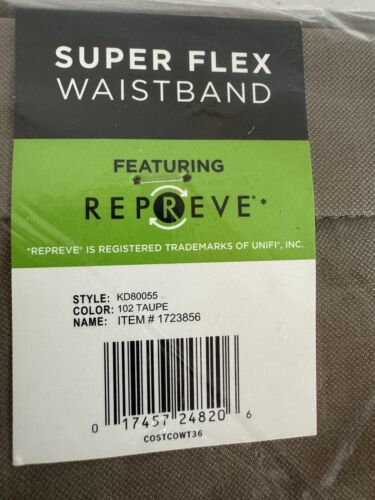 SUPER FLEX
WAISTBAND
FEATURING
REPREVE®*
*REPREVE® IS REGISTERED TRADEMARKS OF UNIFI®, INC.
STYLE: KD80055
COLOR: 102 TAUPE
NAME: ITEM # 1723856
0 17457 24820 6
COSTCOWT36